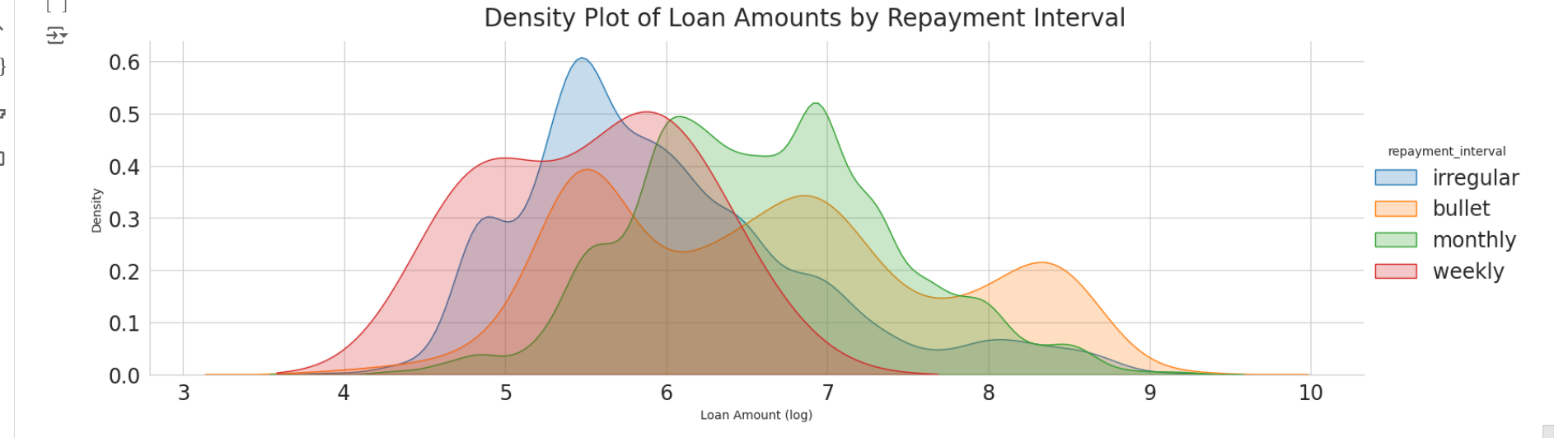 Density Plot of Loan Amounts by Repayment Interval
0.6
0.5
0.4
0.3
0.2
0.1
0.0
Density
3 4 5 6 7 8 9 10
Loan Amount (log)
repayment_interval
irregular
bullet
monthly
weekly